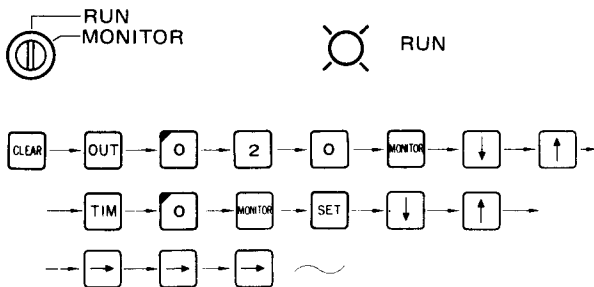 RUN
MONITOR
RUN
CLEAR → OUT → 0 → 2 → 0 → MONITOR → ↓ → ↑ →
→ TIM → 0 → MONITOR → SET → ↓ → ↑ →
→ → → → → →